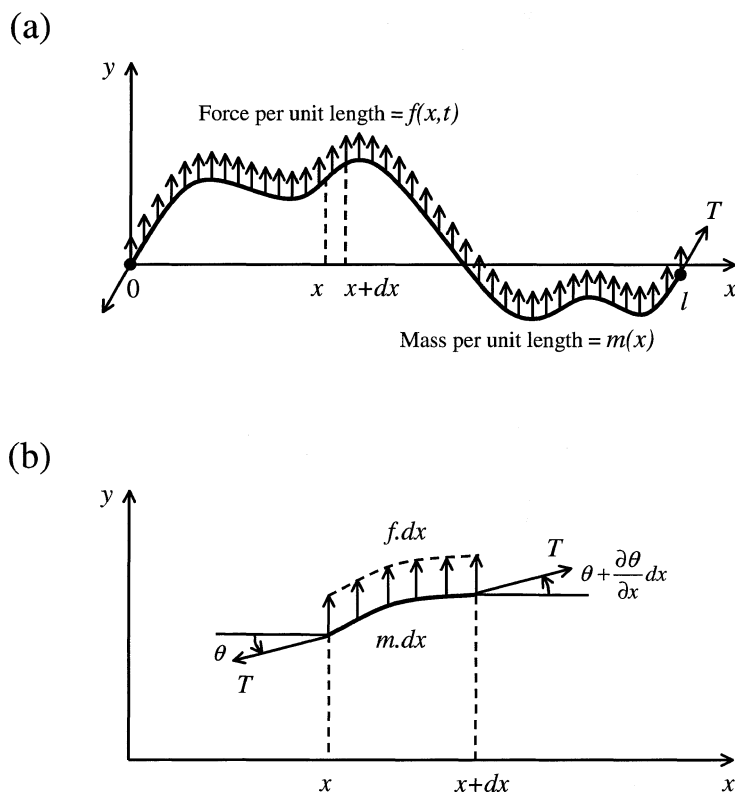 (a)
y
Force per unit length = f(x,t)
T
0
x
x+dx
l
x
Mass per unit length = m(x)
(b)
y
f.dx
T
θ + ∂θ/∂x dx
θ
m.dx
T
x
x+dx
x